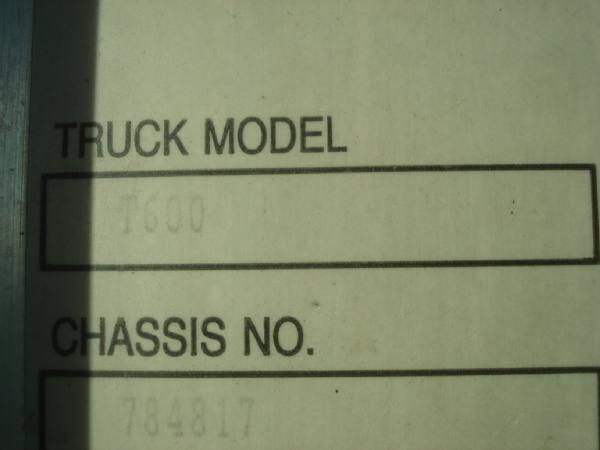 TRUCK MODEL
T600
CHASSIS NO.
784817